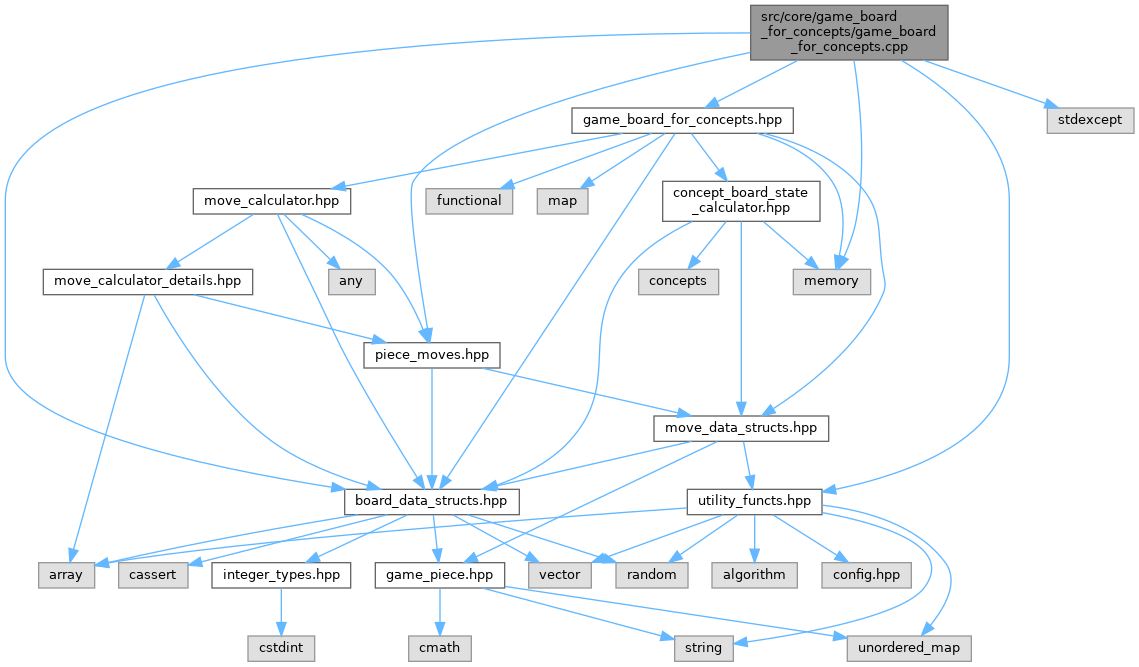 src/core/game_board
_for_concepts/game_board
_for_concepts.cpp
game_board_for_concepts.hpp
stdexcept
move_calculator.hpp
functional
map
concept_board_state
_calculator.hpp
move_calculator_details.hpp
any
concepts
memory
piece_moves.hpp
move_data_structs.hpp
board_data_structs.hpp
utility_functs.hpp
array
cassert
integer_types.hpp
game_piece.hpp
vector
random
algorithm
config.hpp
cstdint
cmath
string
unordered_map